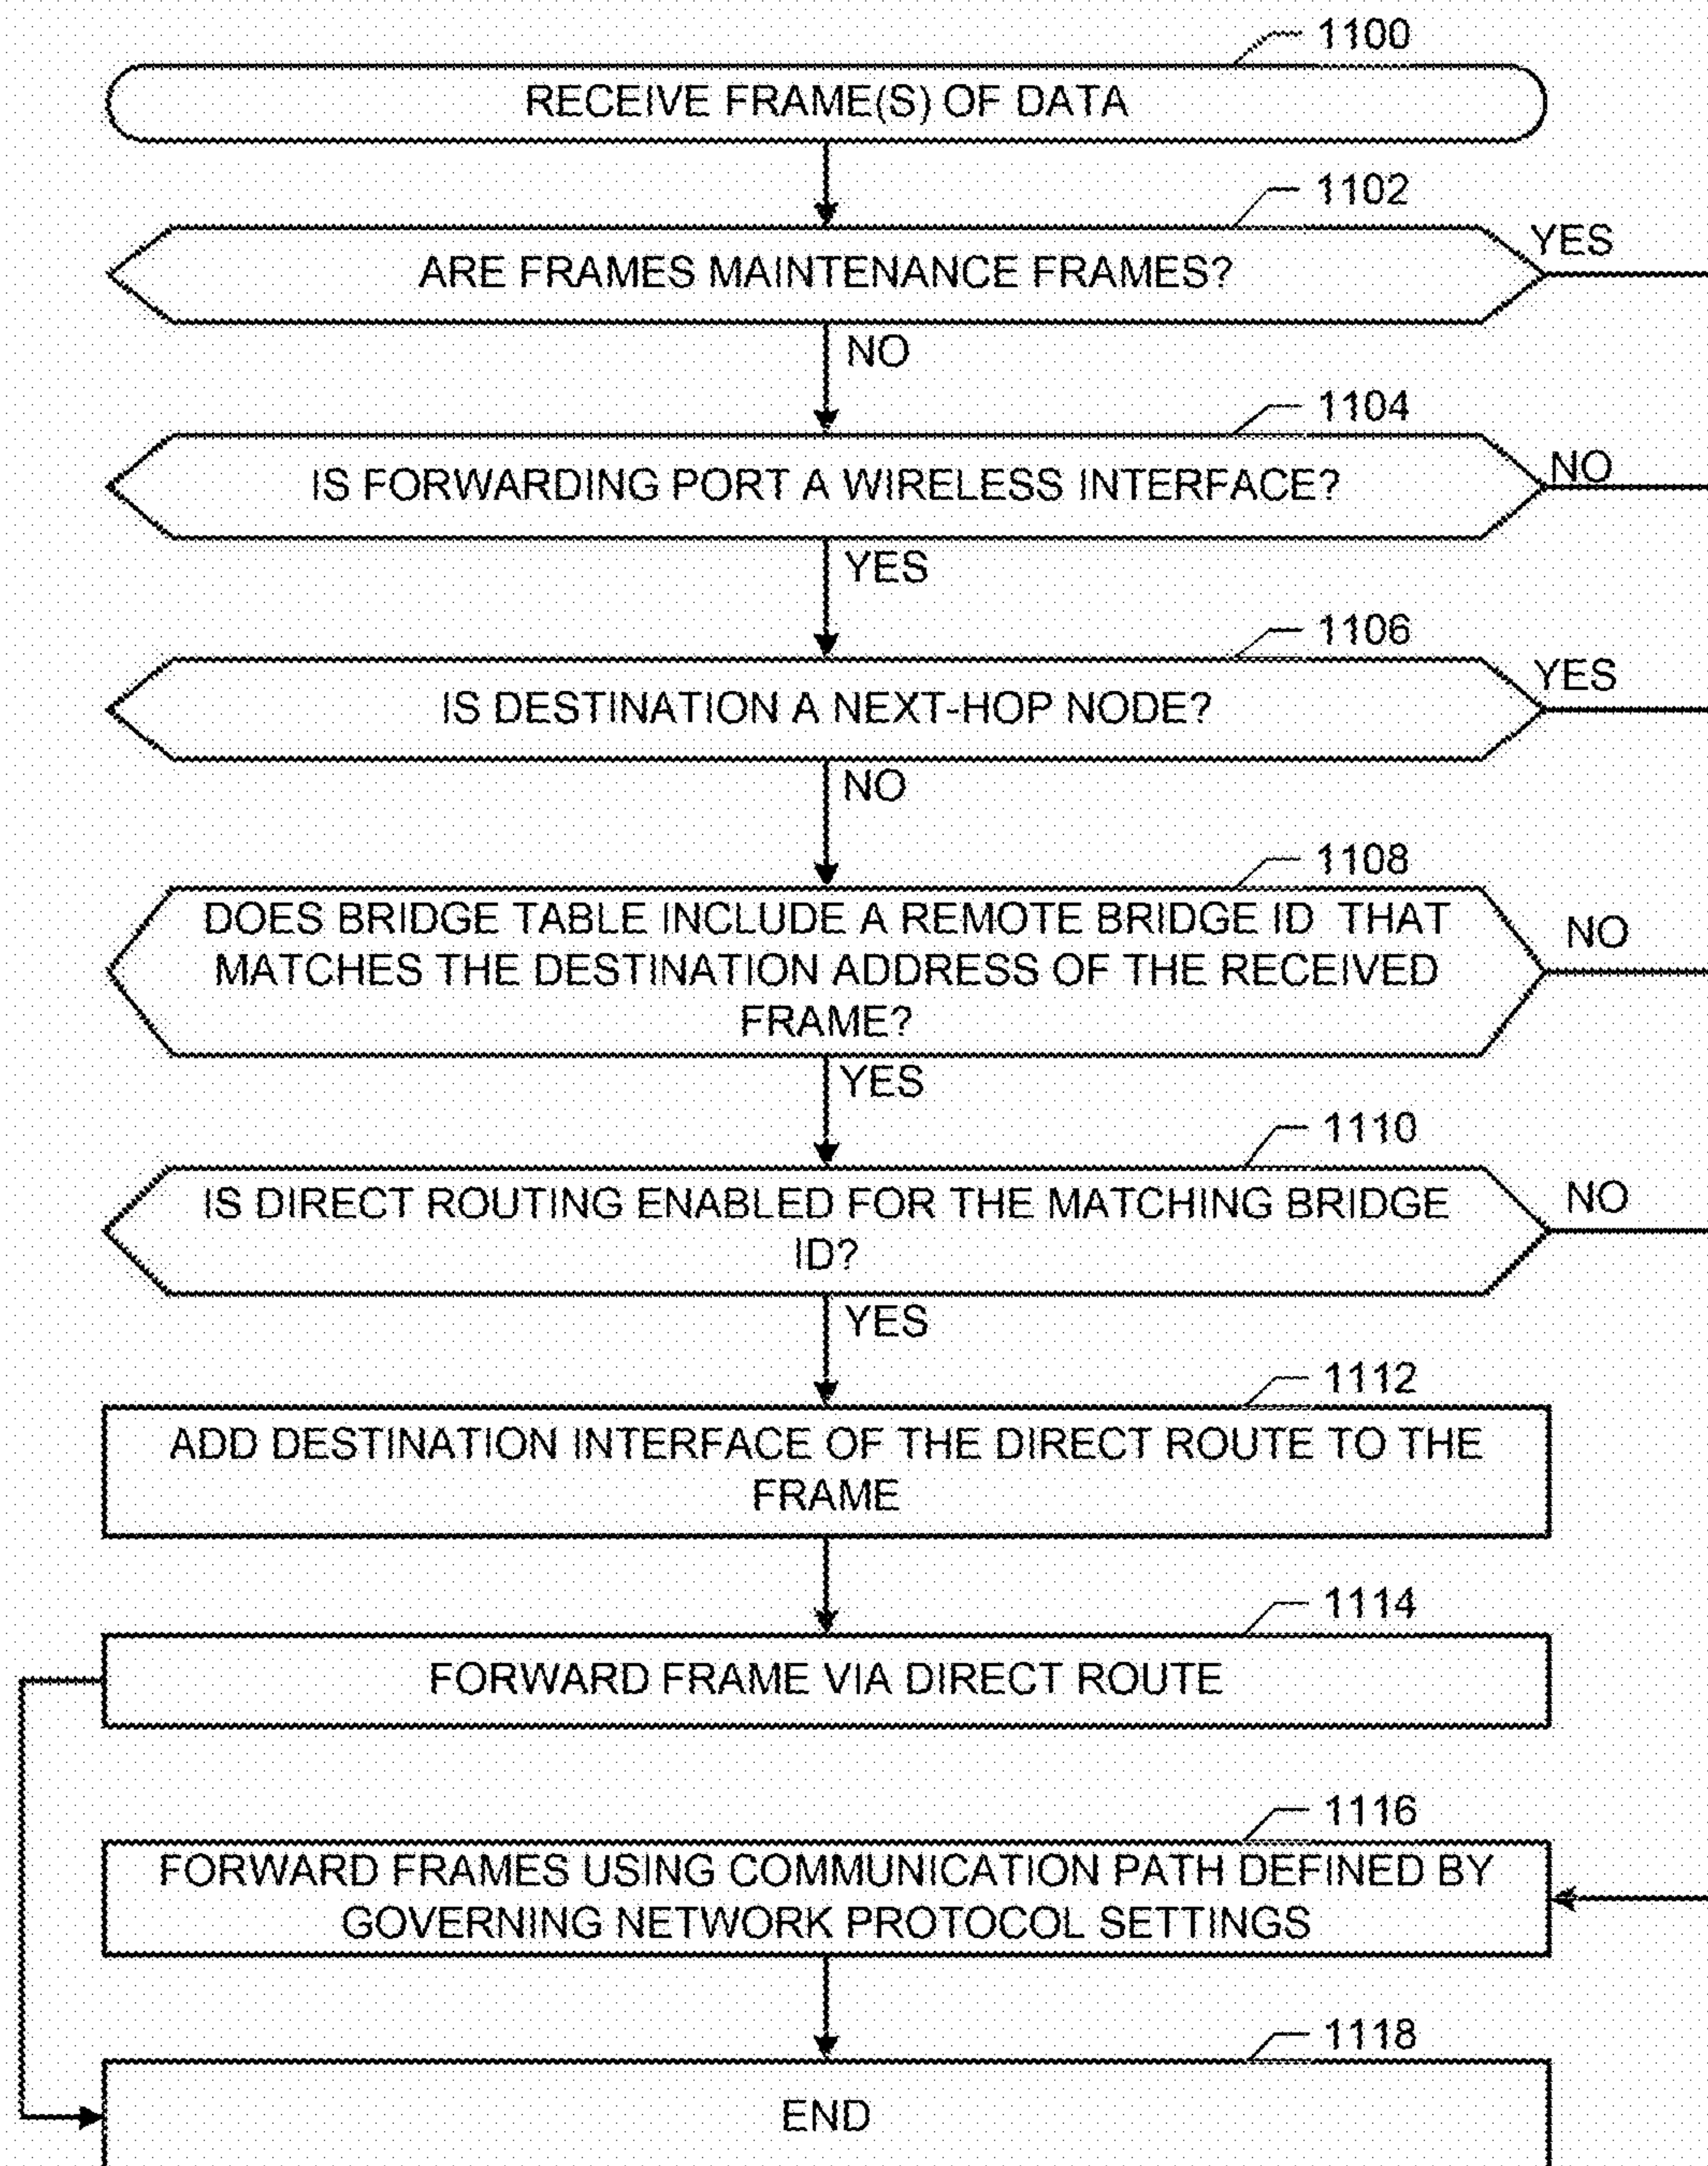 1100
RECEIVE FRAME(S) OF DATA
1102
ARE FRAMES MAINTENANCE FRAMES?
YES
NO
1104
IS FORWARDING PORT A WIRELESS INTERFACE?
NO
YES
1106
IS DESTINATION A NEXT-HOP NODE?
YES
NO
1108
DOES BRIDGE TABLE INCLUDE A REMOTE BRIDGE ID THAT
MATCHES THE DESTINATION ADDRESS OF THE RECEIVED
FRAME?
NO
YES
1110
IS DIRECT ROUTING ENABLED FOR THE MATCHING BRIDGE
ID?
NO
YES
1112
ADD DESTINATION INTERFACE OF THE DIRECT ROUTE TO THE
FRAME
1114
FORWARD FRAME VIA DIRECT ROUTE
1116
FORWARD FRAMES USING COMMUNICATION PATH DEFINED BY
GOVERNING NETWORK PROTOCOL SETTINGS
1118
END